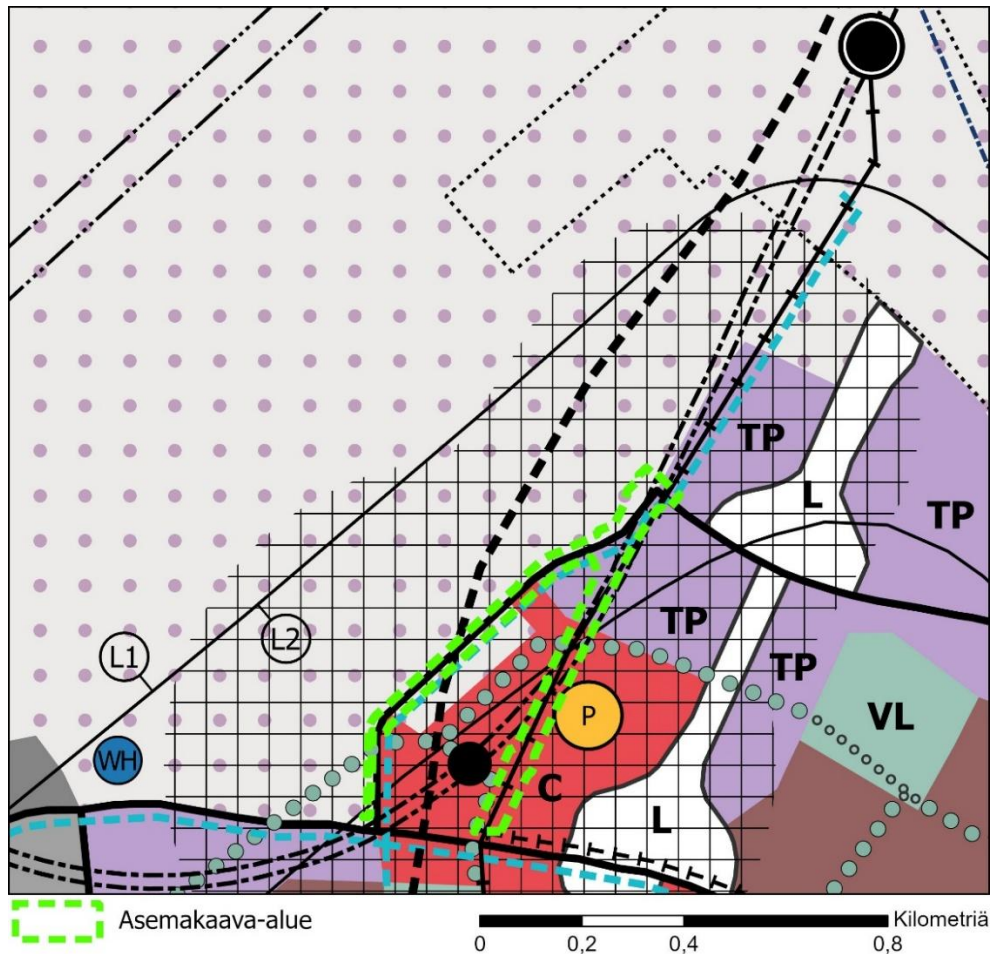 TP
L
TP
L1
L2
TP
TP
P
VL
WH
C
L
Asemakaava-alue
Kilometriä
0 0,2 0,4 0,8